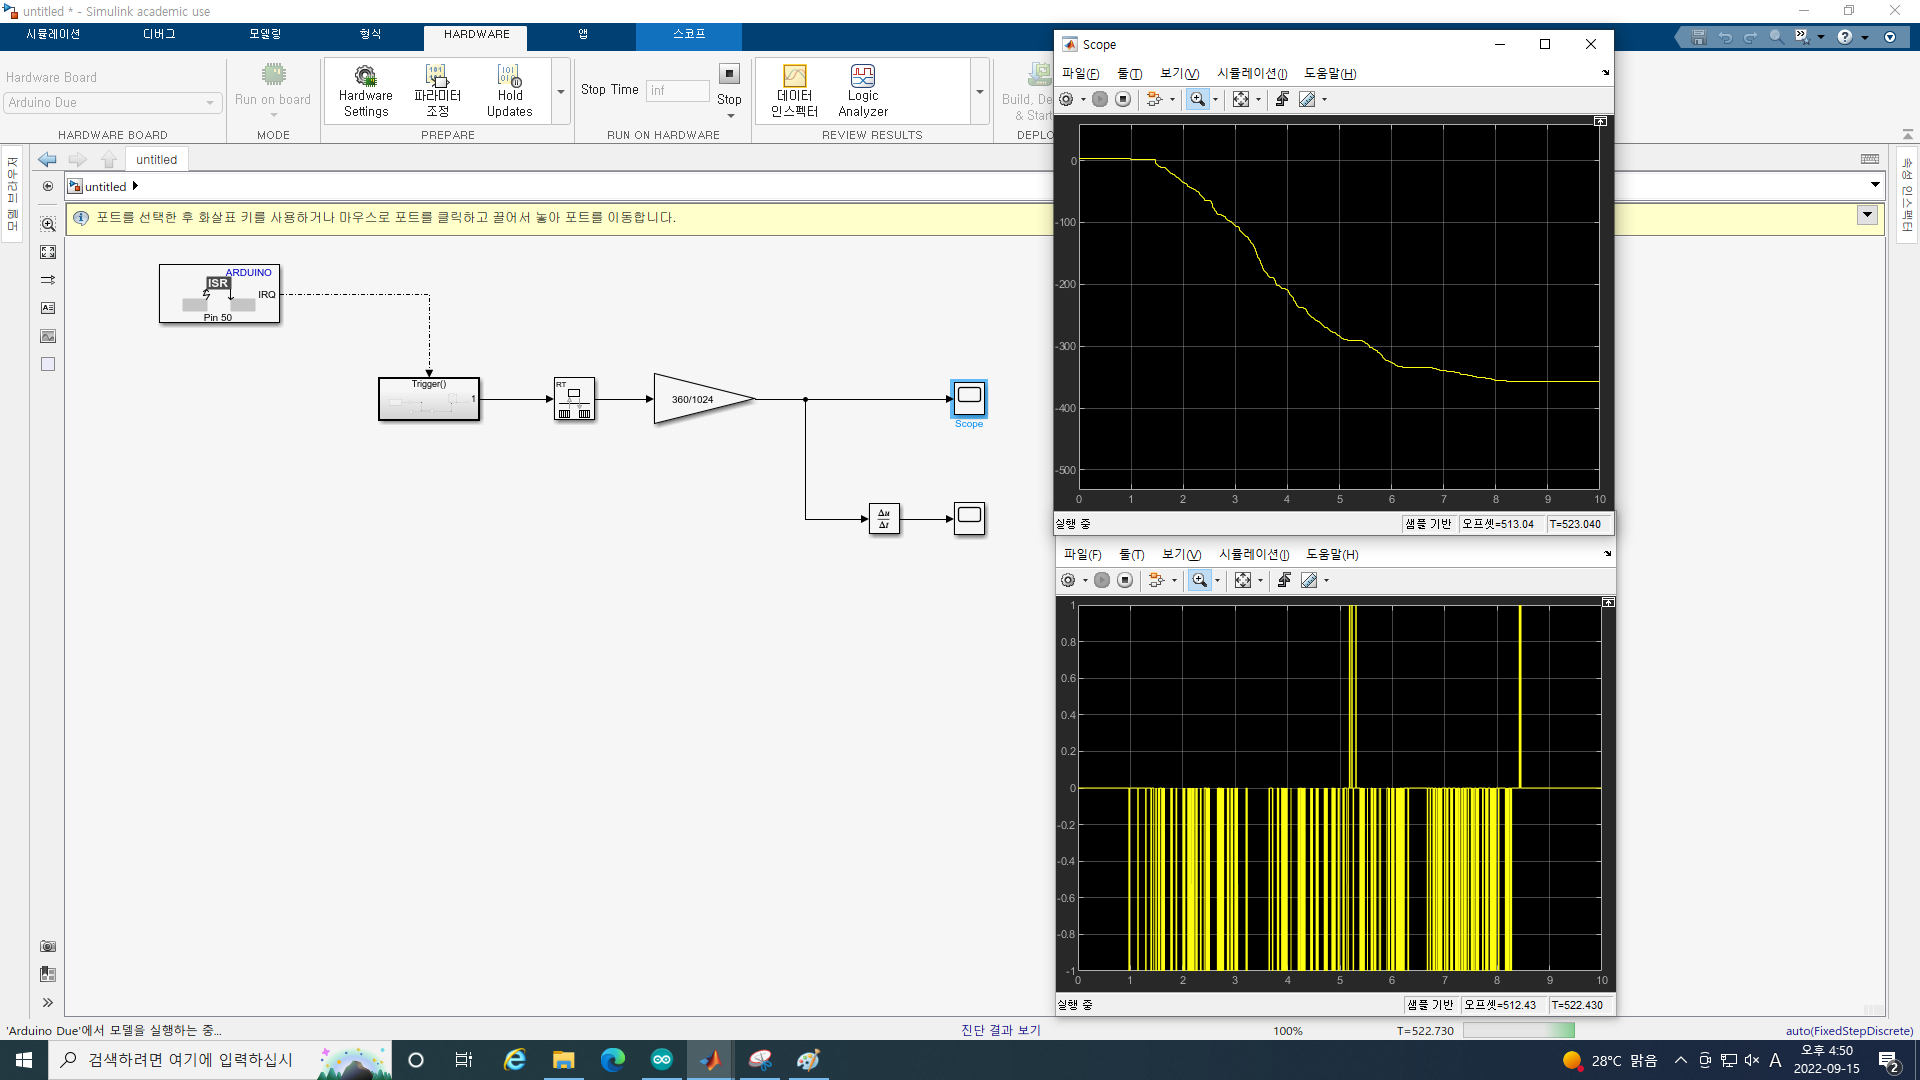 untitled * - Simulink academic use
시뮬레이션 디버그 모델링 형식 HARDWARE 앱 스코프
Hardware Board
Arduino Due
HARDWARE BOARD
Run on board
MODE
Hardware Settings
파라미터 조정
Hold Updates
PREPARE
Stop Time inf
Stop
RUN ON HARDWARE
데이터 인스펙터
Logic Analyzer
REVIEW RESULTS
Build, De
& Start
DEPLO
untitled
untitled
모델 브라우저
속성 인스펙터
포트를 선택한 후 화살표 키를 사용하거나 마우스로 포트를 클릭하고 끌어서 놓아 포트를 이동합니다.
ARDUINO
ISR
IRQ
Pin 50
Trigger()
1
RT
360/1024
Scope
Δu
Δt
Scope
파일(F) 툴(T) 보기(V) 시뮬레이션(I) 도움말(H)
0
-100
-200
-300
-400
-500
0 1 2 3 4 5 6 7 8 9 10
실행 중 샘플 기반 오프셋=513.04 T=523.040
파일(F) 툴(T) 보기(V) 시뮬레이션(I) 도움말(H)
1
0.8
0.6
0.4
0.2
0
-0.2
-0.4
-0.6
-0.8
-1
0 1 2 3 4 5 6 7 8 9 10
실행 중 샘플 기반 오프셋=512.43 T=522.430
'Arduino Due'에서 모델을 실행하는 중... 진단 결과 보기 100% T=522.730 auto(FixedStepDiscrete)
검색하려면 여기에 입력하십시
28°C 맑음 A 오후 4:50
2022-09-15
2